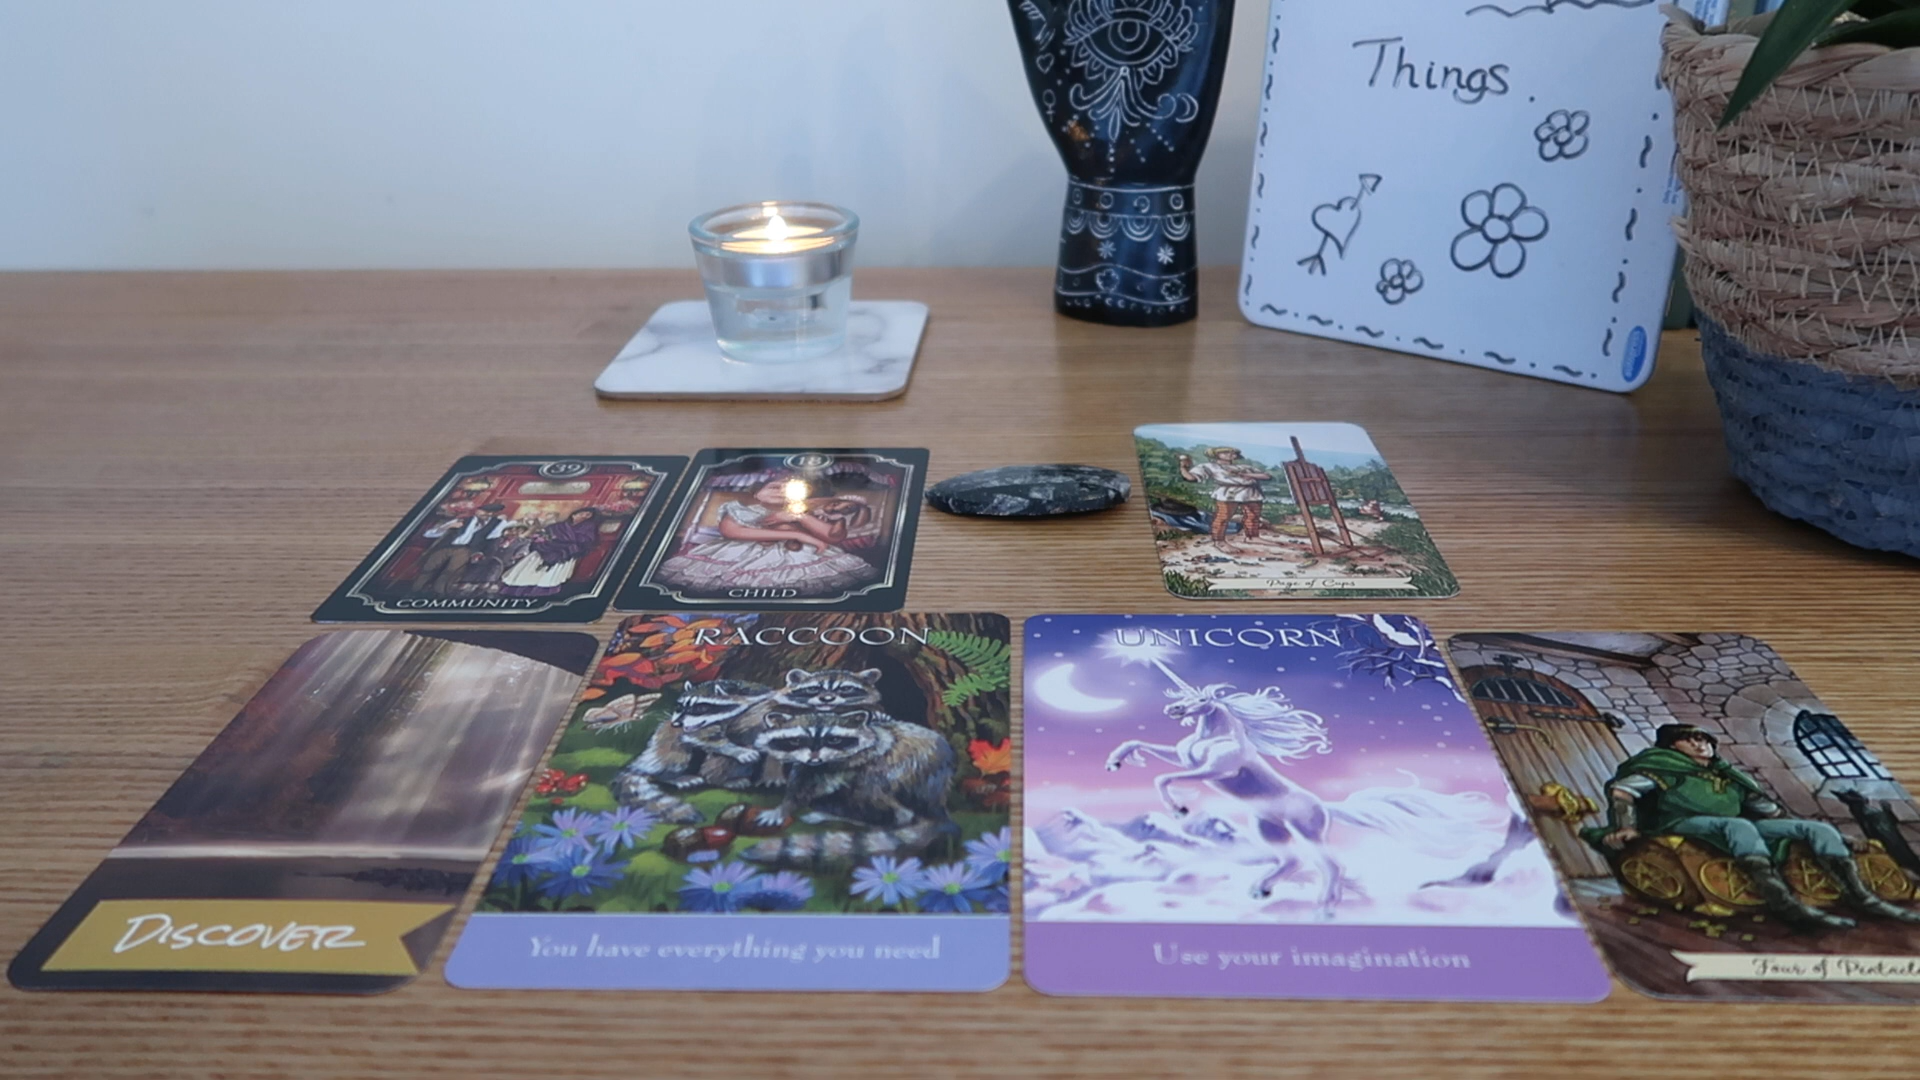 Things.
39
18
COMMUNITY
CHILD
Page of Cups
RACCOON
UNICORN
DISCOVER
You have everything you need
Use your imagination
Four of